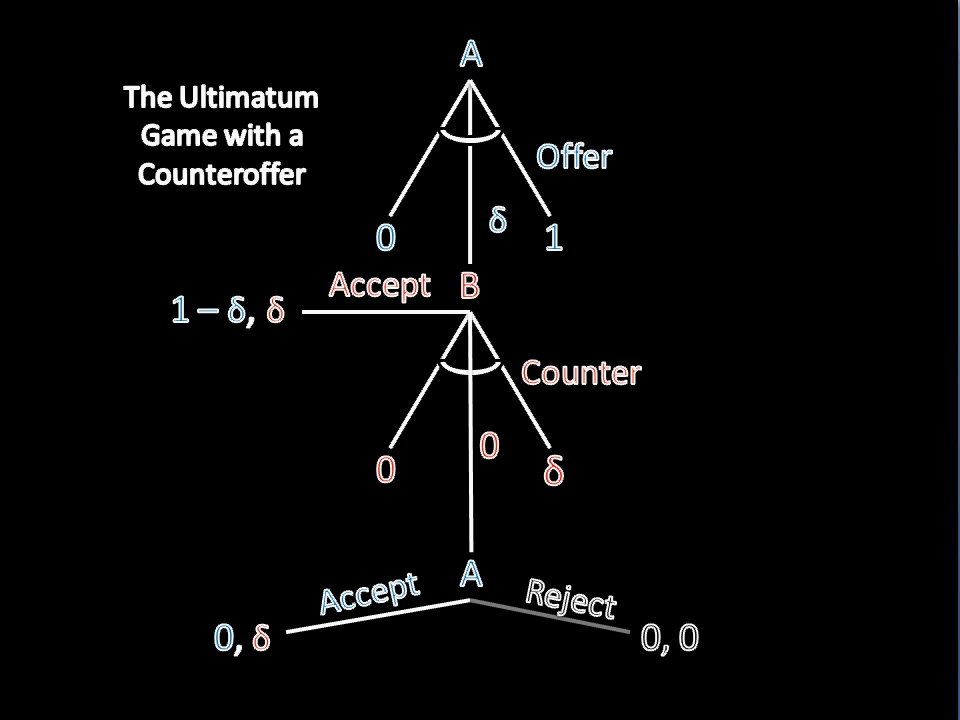 A
The Ultimatum
Game with a
Counteroffer
Offer
0
δ
1
Accept
B
1 – δ, δ
Counter
0
0
δ
A
Accept
Reject
0, δ
0, 0